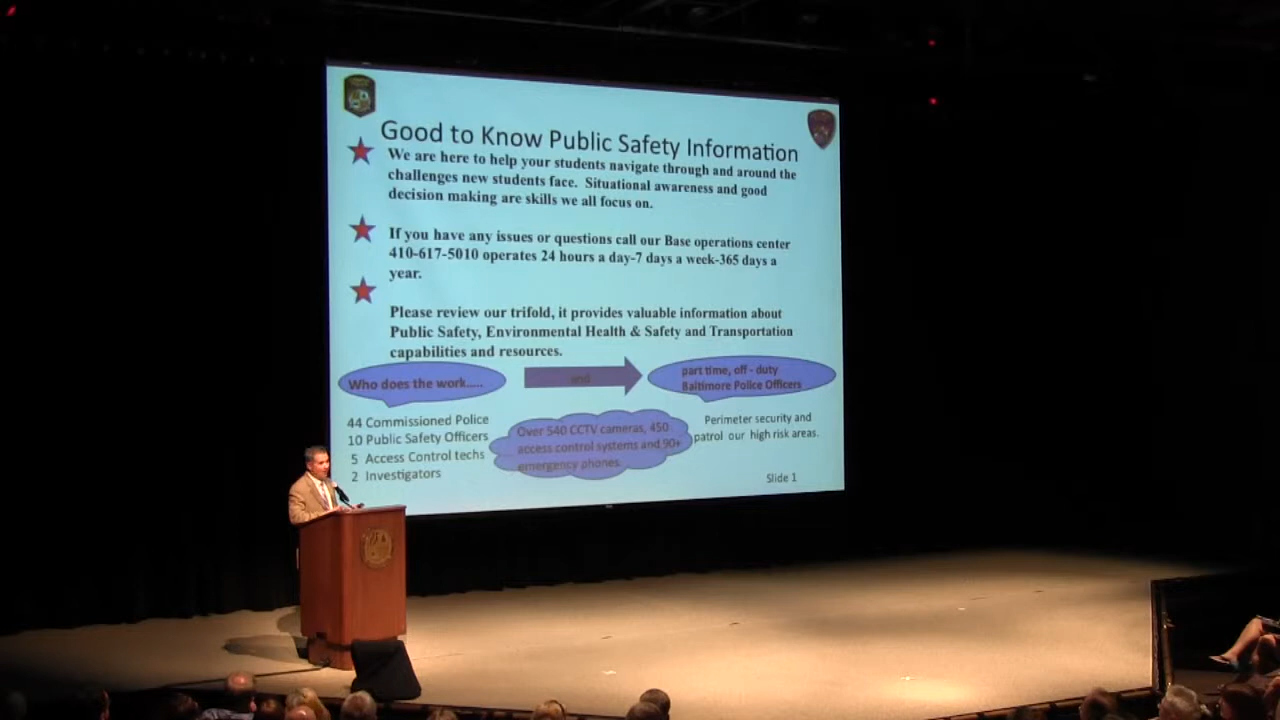 Good to Know Public Safety Information
We are here to help your students navigate through and around the
challenges new students face. Situational awareness and good
decision making are skills we all focus on.
If you have any issues or questions call our Base operations center
410-617-5010 operates 24 hours a day-7 days a week-365 days a
year.
Please review our trifold, it provides valuable information about
Public Safety, Environmental Health & Safety and Transportation
capabilities and resources.
Who does the work.....
and
part time, off - duty
Baltimore Police Officers
44 Commissioned Police
10 Public Safety Officers
5 Access Control techs
2 Investigators
Over 540 CCTV cameras, 450
access control systems and 90+
emergency phones
Perimeter security and
patrol our high risk areas.
Slide 1